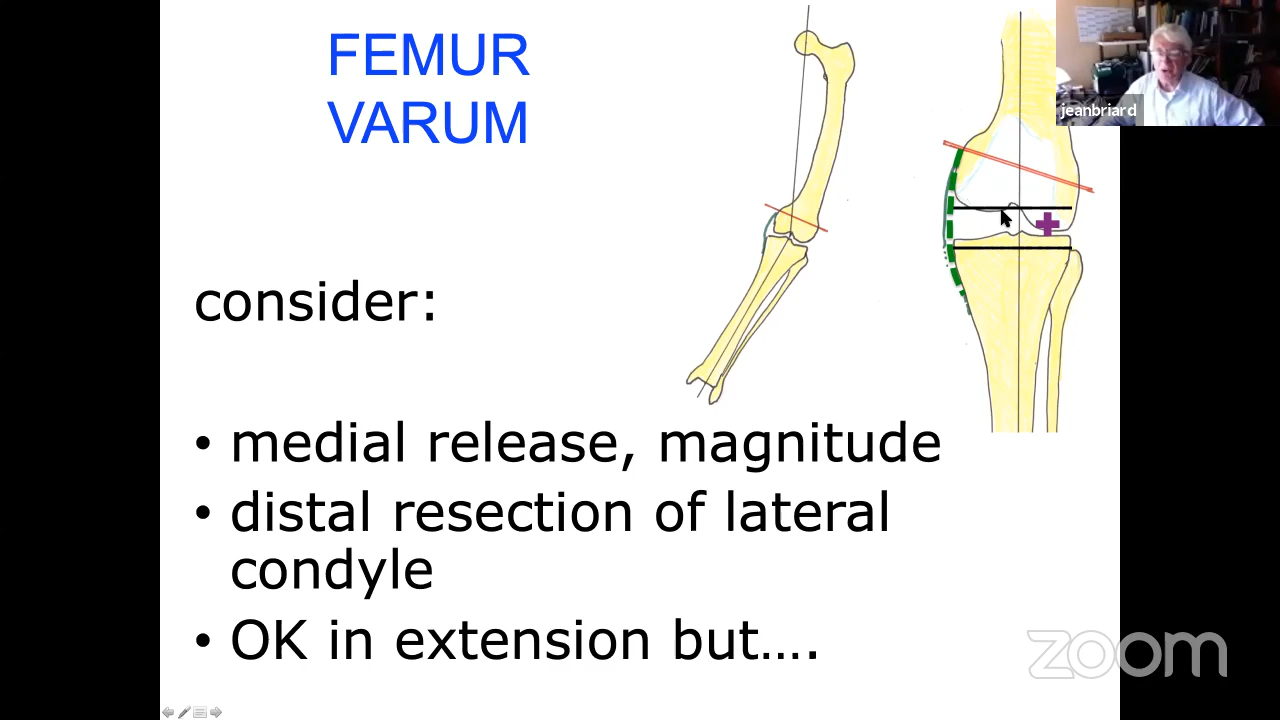 FEMUR
VARUM
jeanbriard
consider:
• medial release, magnitude
• distal resection of lateral
condyle
• OK in extension but....
zoom